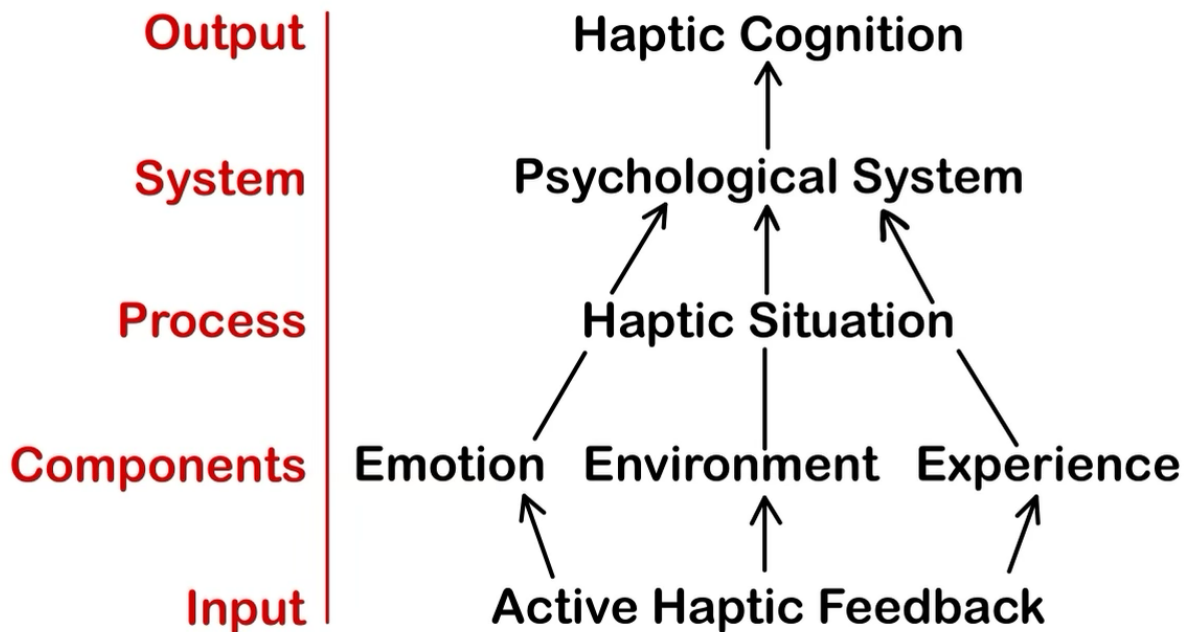 Output
Haptic Cognition
System
Psychological System
Process
Haptic Situation
Components
Emotion Environment Experience
Input
Active Haptic Feedback